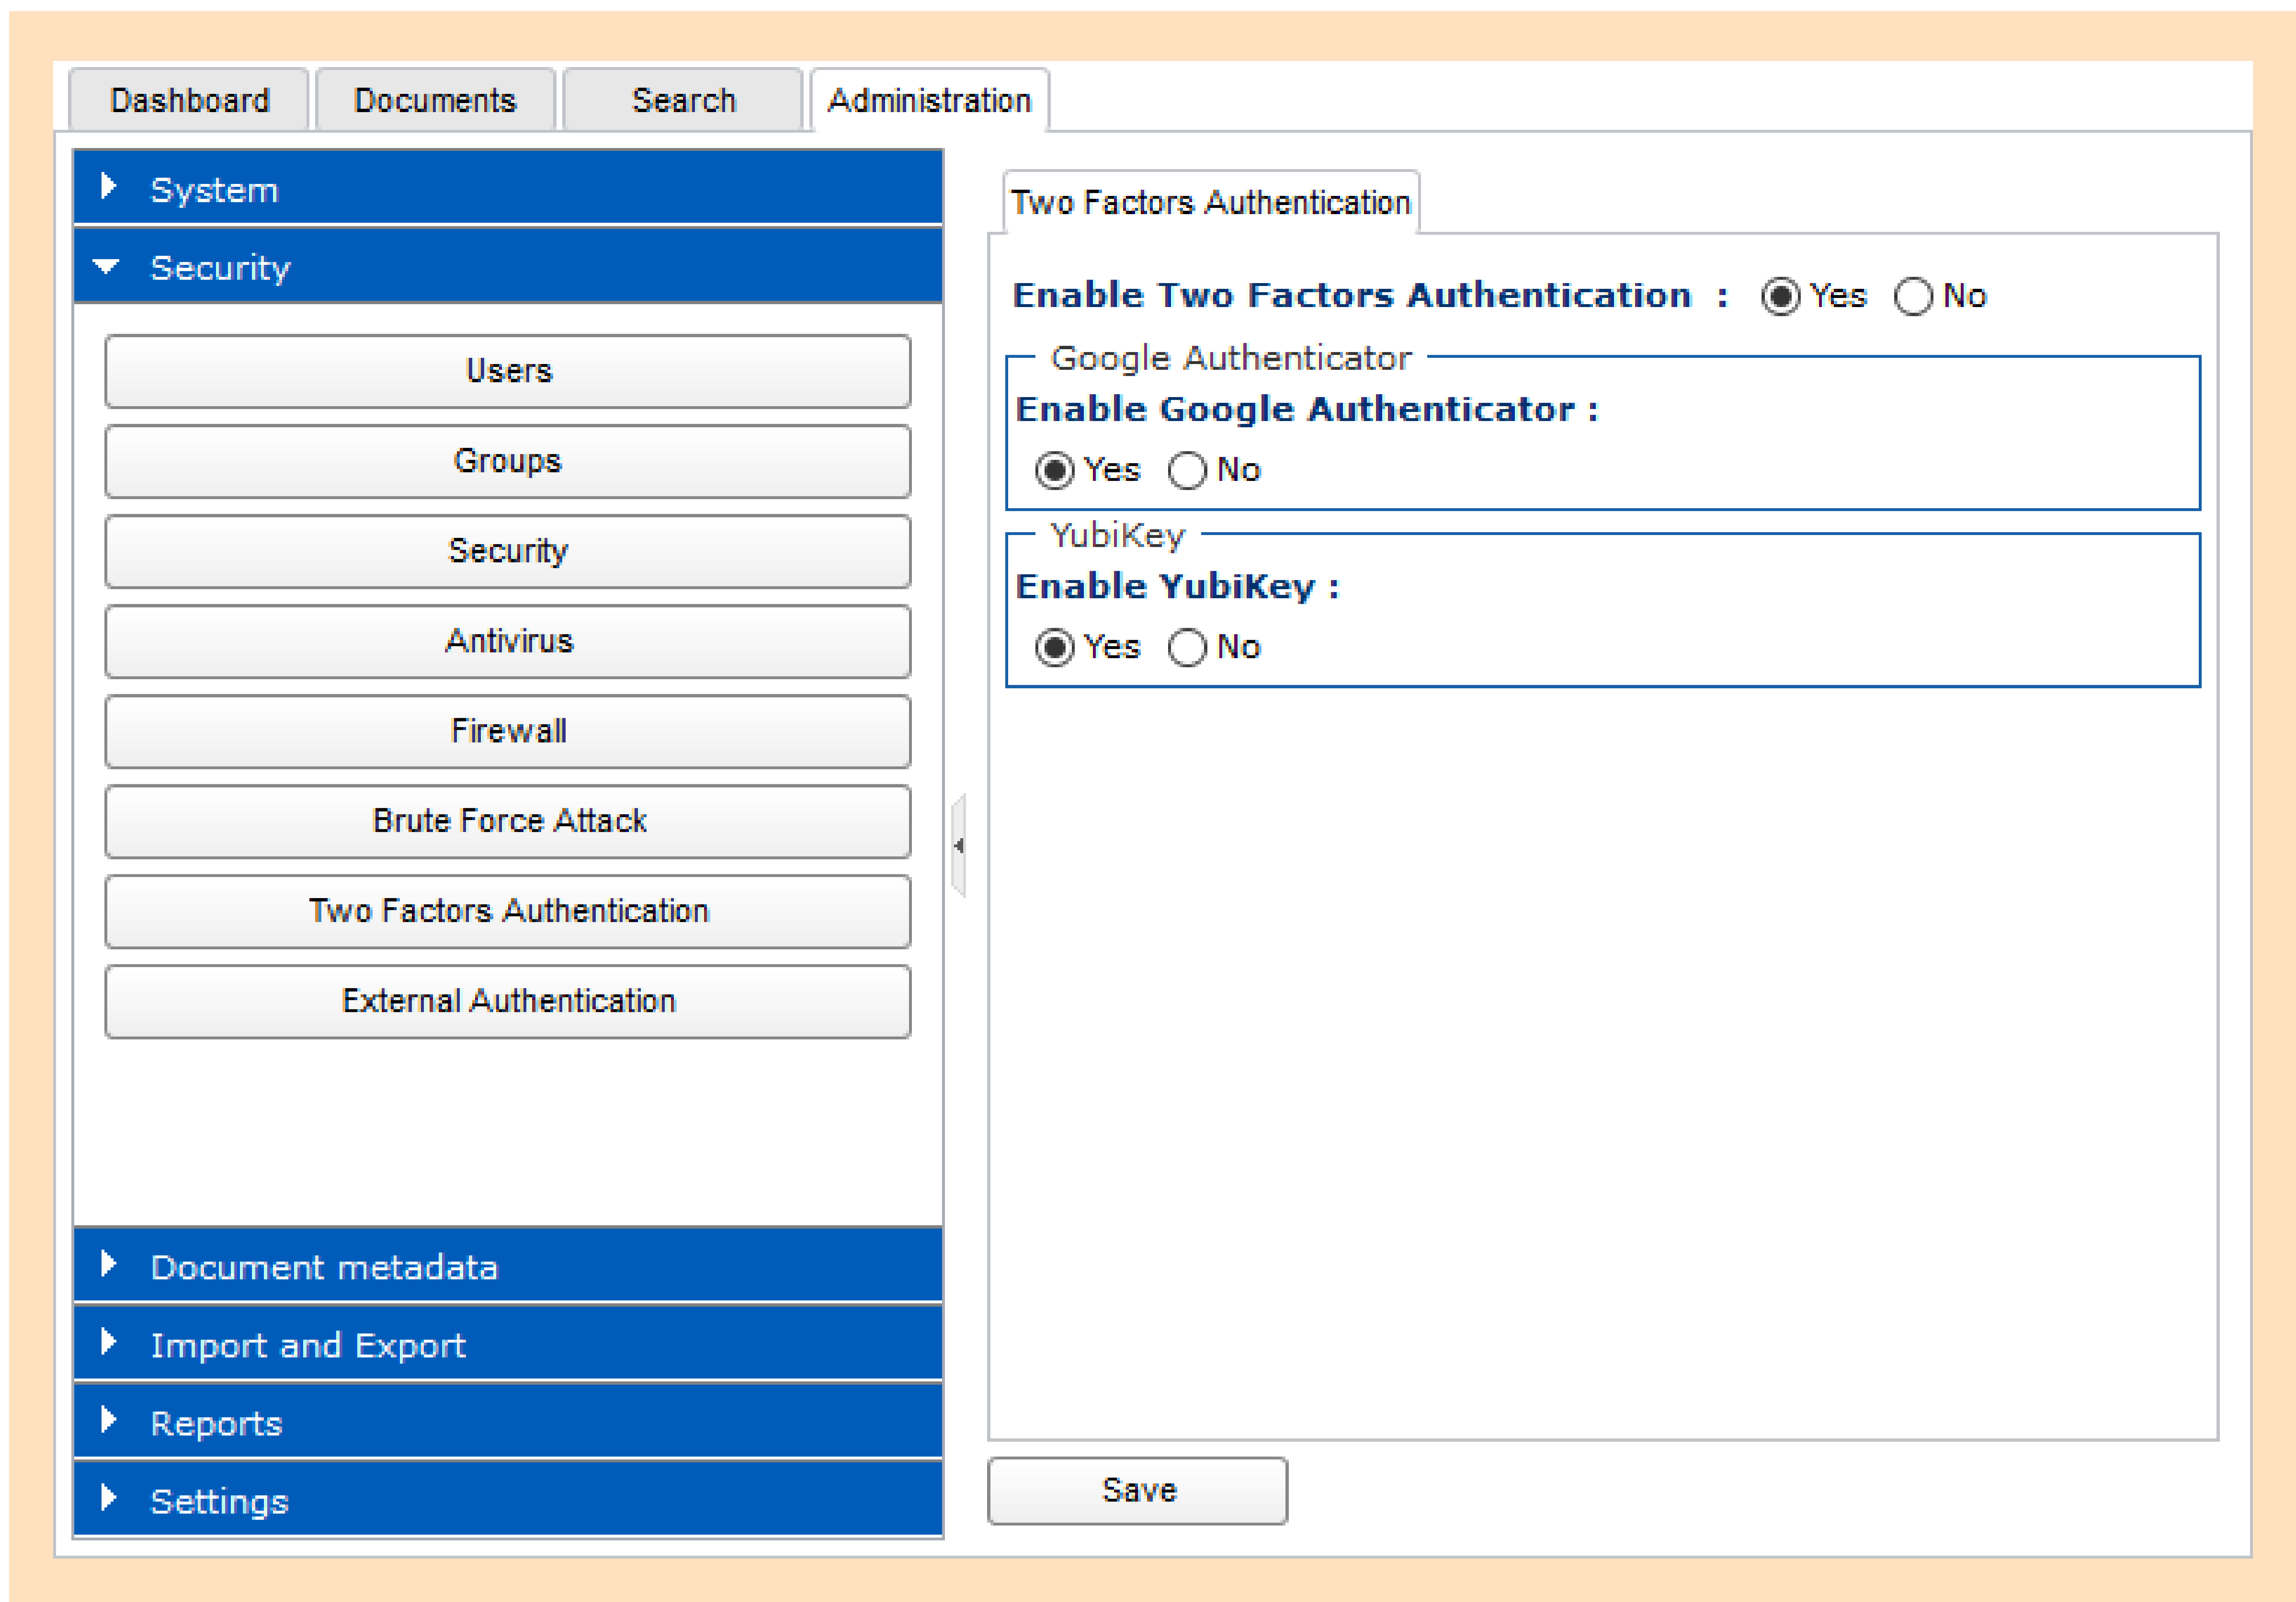 Dashboard Documents Search Administration
System
Security
Users
Groups
Security
Antivirus
Firewall
Brute Force Attack
Two Factors Authentication
External Authentication
Document metadata
Import and Export
Reports
Settings
Two Factors Authentication
Enable Two Factors Authentication : Yes No
Google Authenticator
Enable Google Authenticator :
Yes No
YubiKey
Enable YubiKey :
Yes No
Save